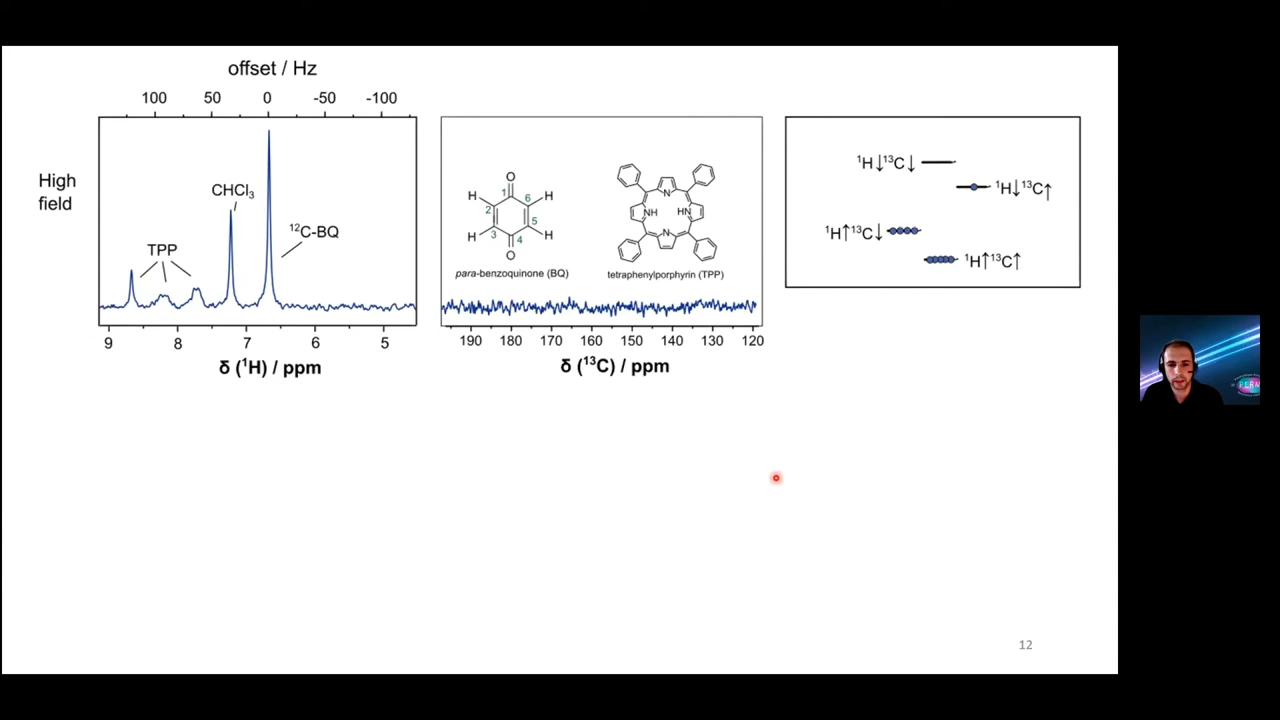 offset / Hz
100 50 0 -50 -100
High
field
TPP
CHCl₃
¹²C-BQ
9 8 7 6 5
δ (¹H) / ppm
O
H H
1
2 6
3 5
4
H H
O
para-benzoquinone (BQ)
N
NH HN
N
tetraphenylporphyrin (TPP)
190 180 170 160 150 140 130 120
δ (¹³C) / ppm
¹H↓¹³C↓
¹H↓¹³C↑
¹H↑¹³C↓
¹H↑¹³C↑
12